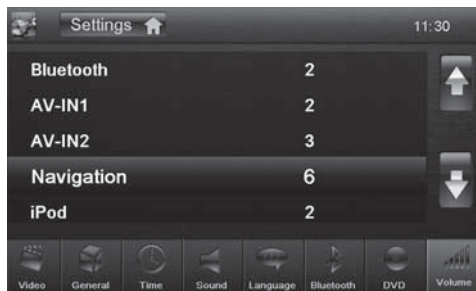 Settings 11:30
Bluetooth 2
AV-IN1 2
AV-IN2 3
Navigation 6
iPod 2
Video General Time Sound Language Bluetooth DVD Volume